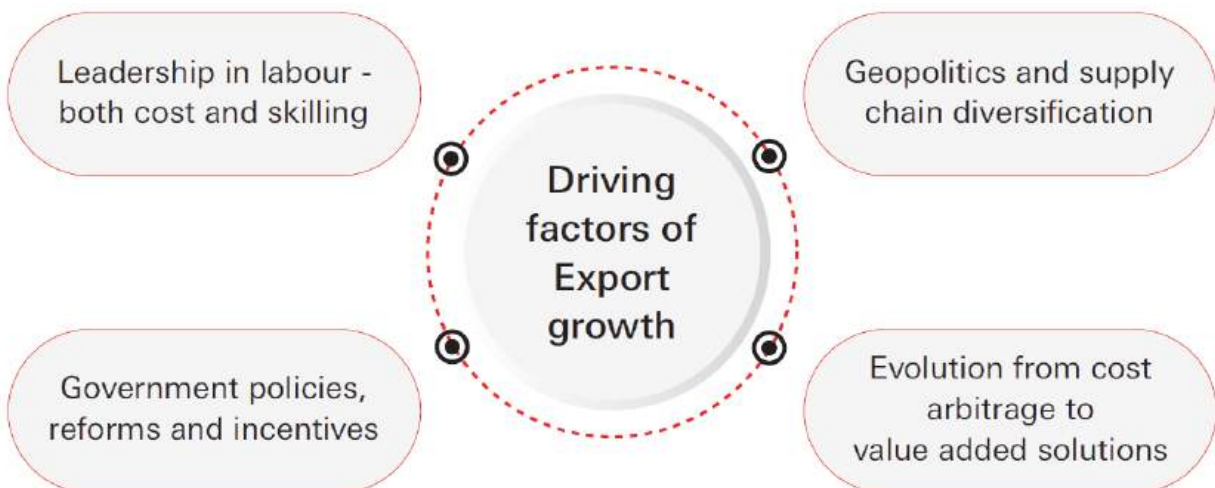 Leadership in labour -
both cost and skilling
Geopolitics and supply
chain diversification
Driving
factors of
Export
growth
Government policies,
reforms and incentives
Evolution from cost
arbitrage to
value added solutions